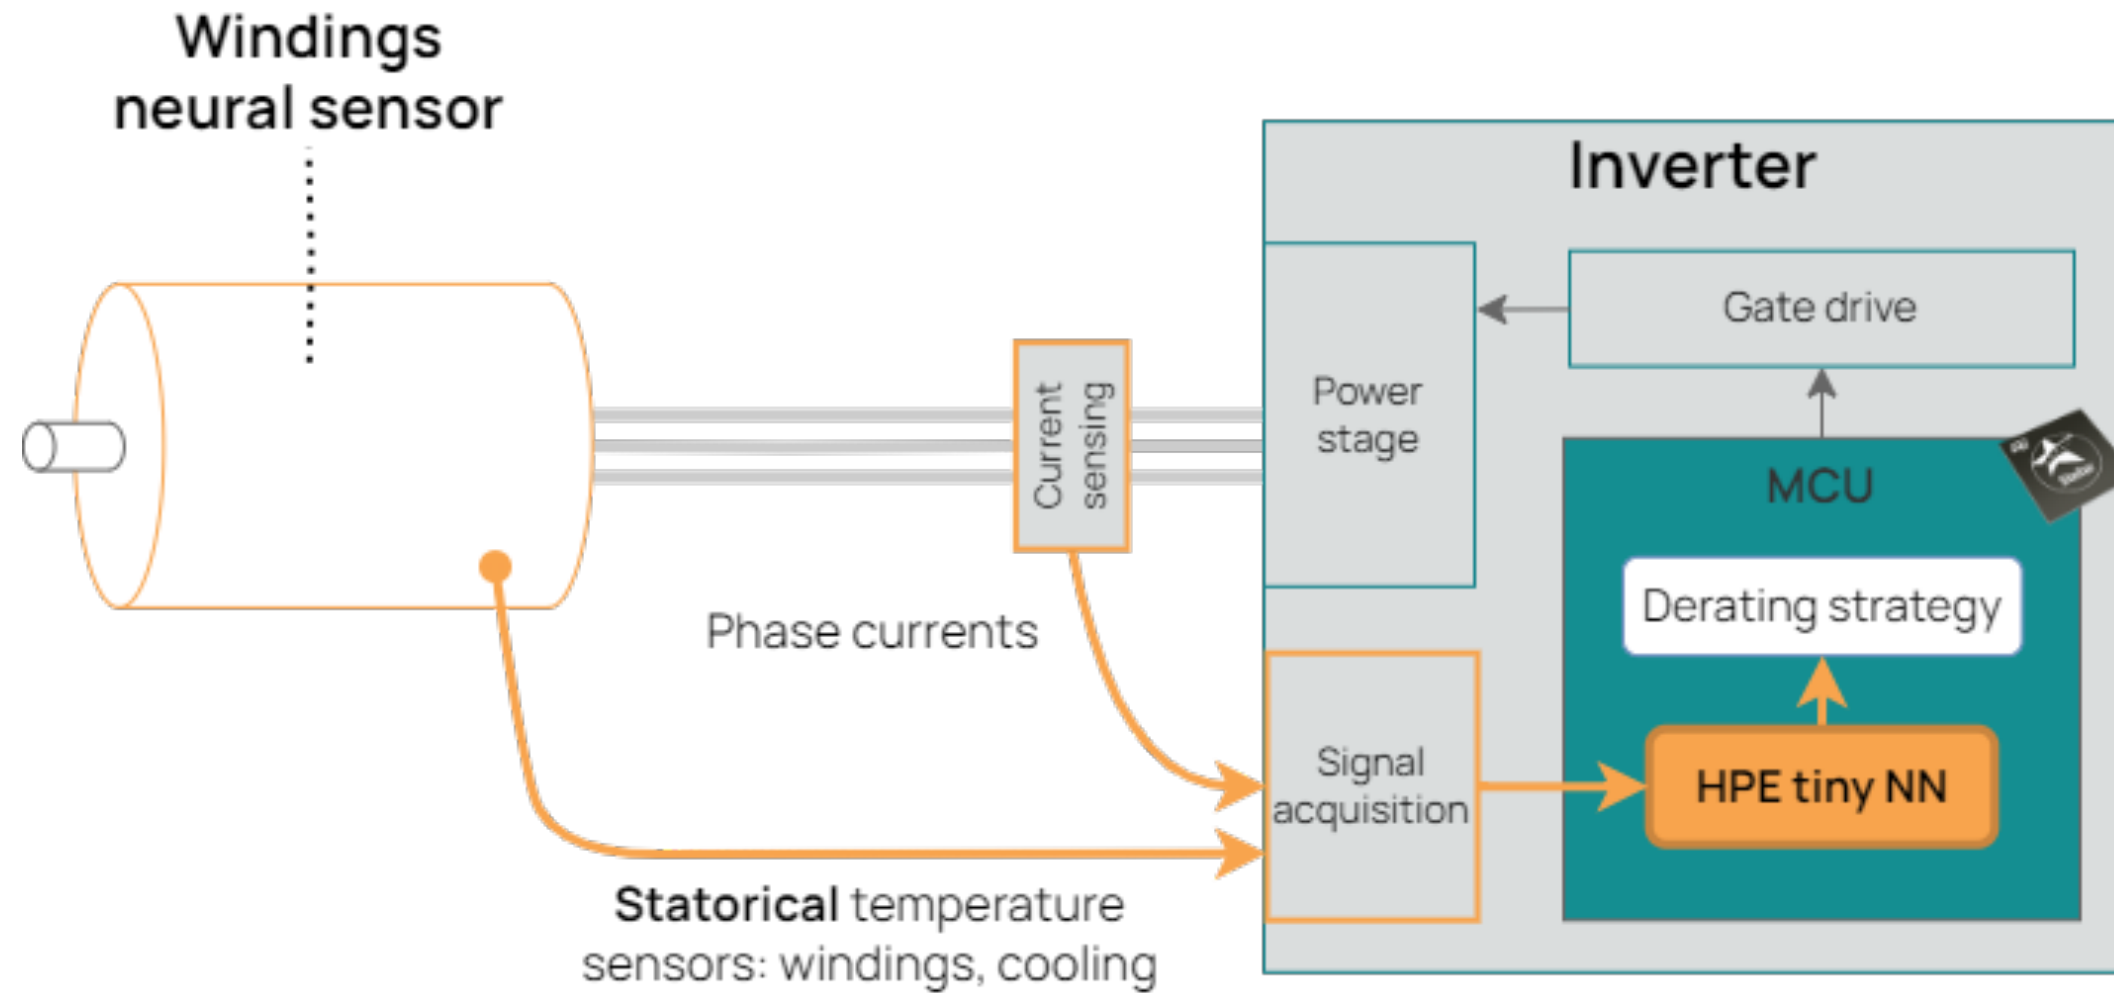 Windings
neural sensor
Inverter
Gate drive
Power
stage
Current
sensing
MCU
Derating strategy
Phase currents
Signal
acquisition
HPE tiny NN
Statorical temperature
sensors: windings, cooling